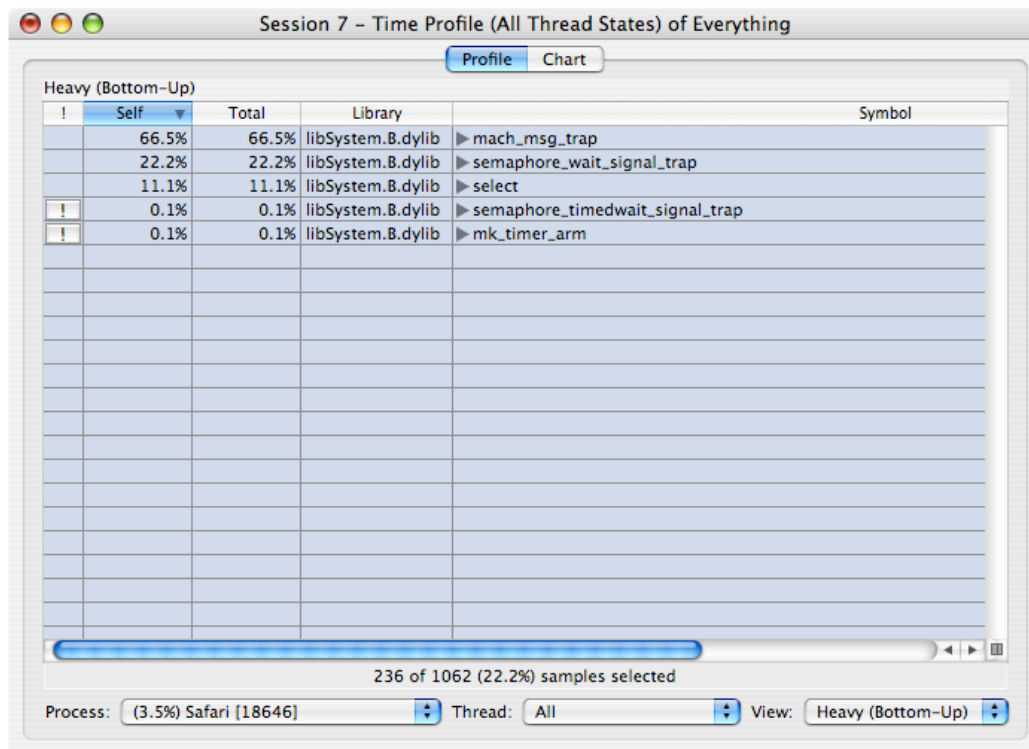 Session 7 – Time Profile (All Thread States) of Everything
Profile Chart
Heavy (Bottom–Up)
! Self Total Library Symbol
66.5% 66.5% libSystem.B.dylib mach_msg_trap
22.2% 22.2% libSystem.B.dylib semaphore_wait_signal_trap
11.1% 11.1% libSystem.B.dylib select
! 0.1% 0.1% libSystem.B.dylib semaphore_timedwait_signal_trap
! 0.1% 0.1% libSystem.B.dylib mk_timer_arm
236 of 1062 (22.2%) samples selected
Process: (3.5%) Safari [18646] Thread: All View: Heavy (Bottom–Up)